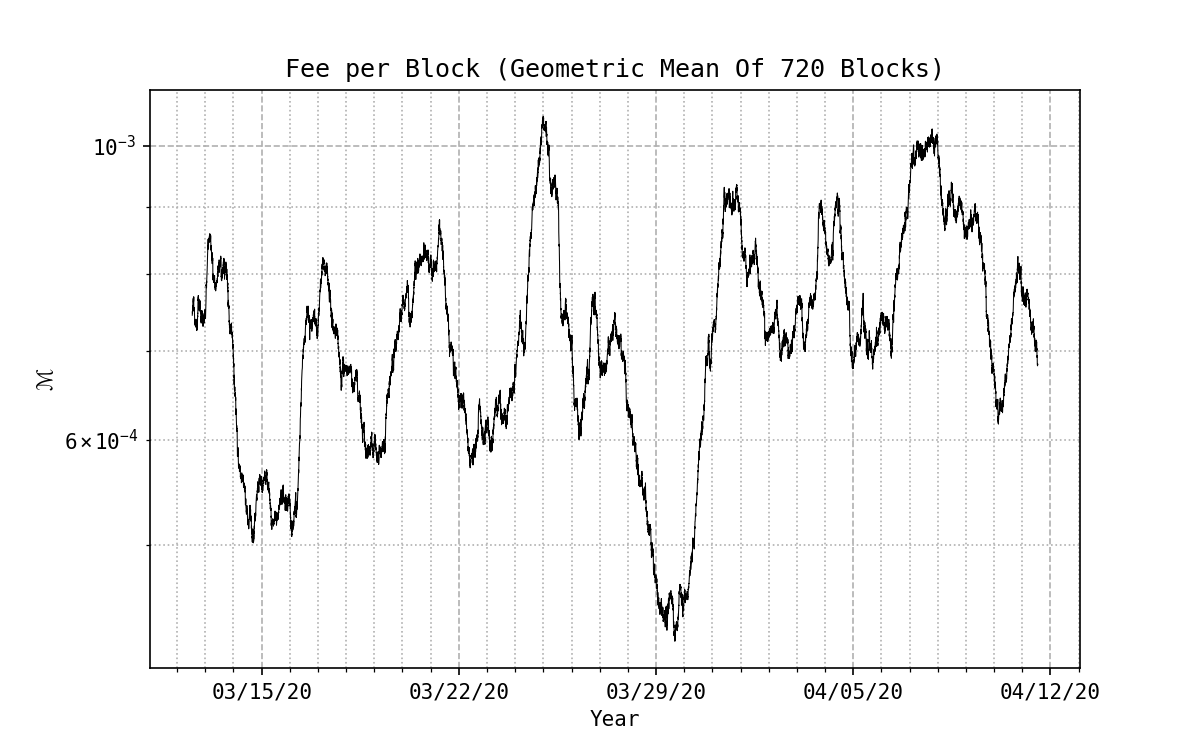 Fee per Block (Geometric Mean Of 720 Blocks)
10⁻³
ℳ
6×10⁻⁴
03/15/20 03/22/20 03/29/20 04/05/20 04/12/20
Year